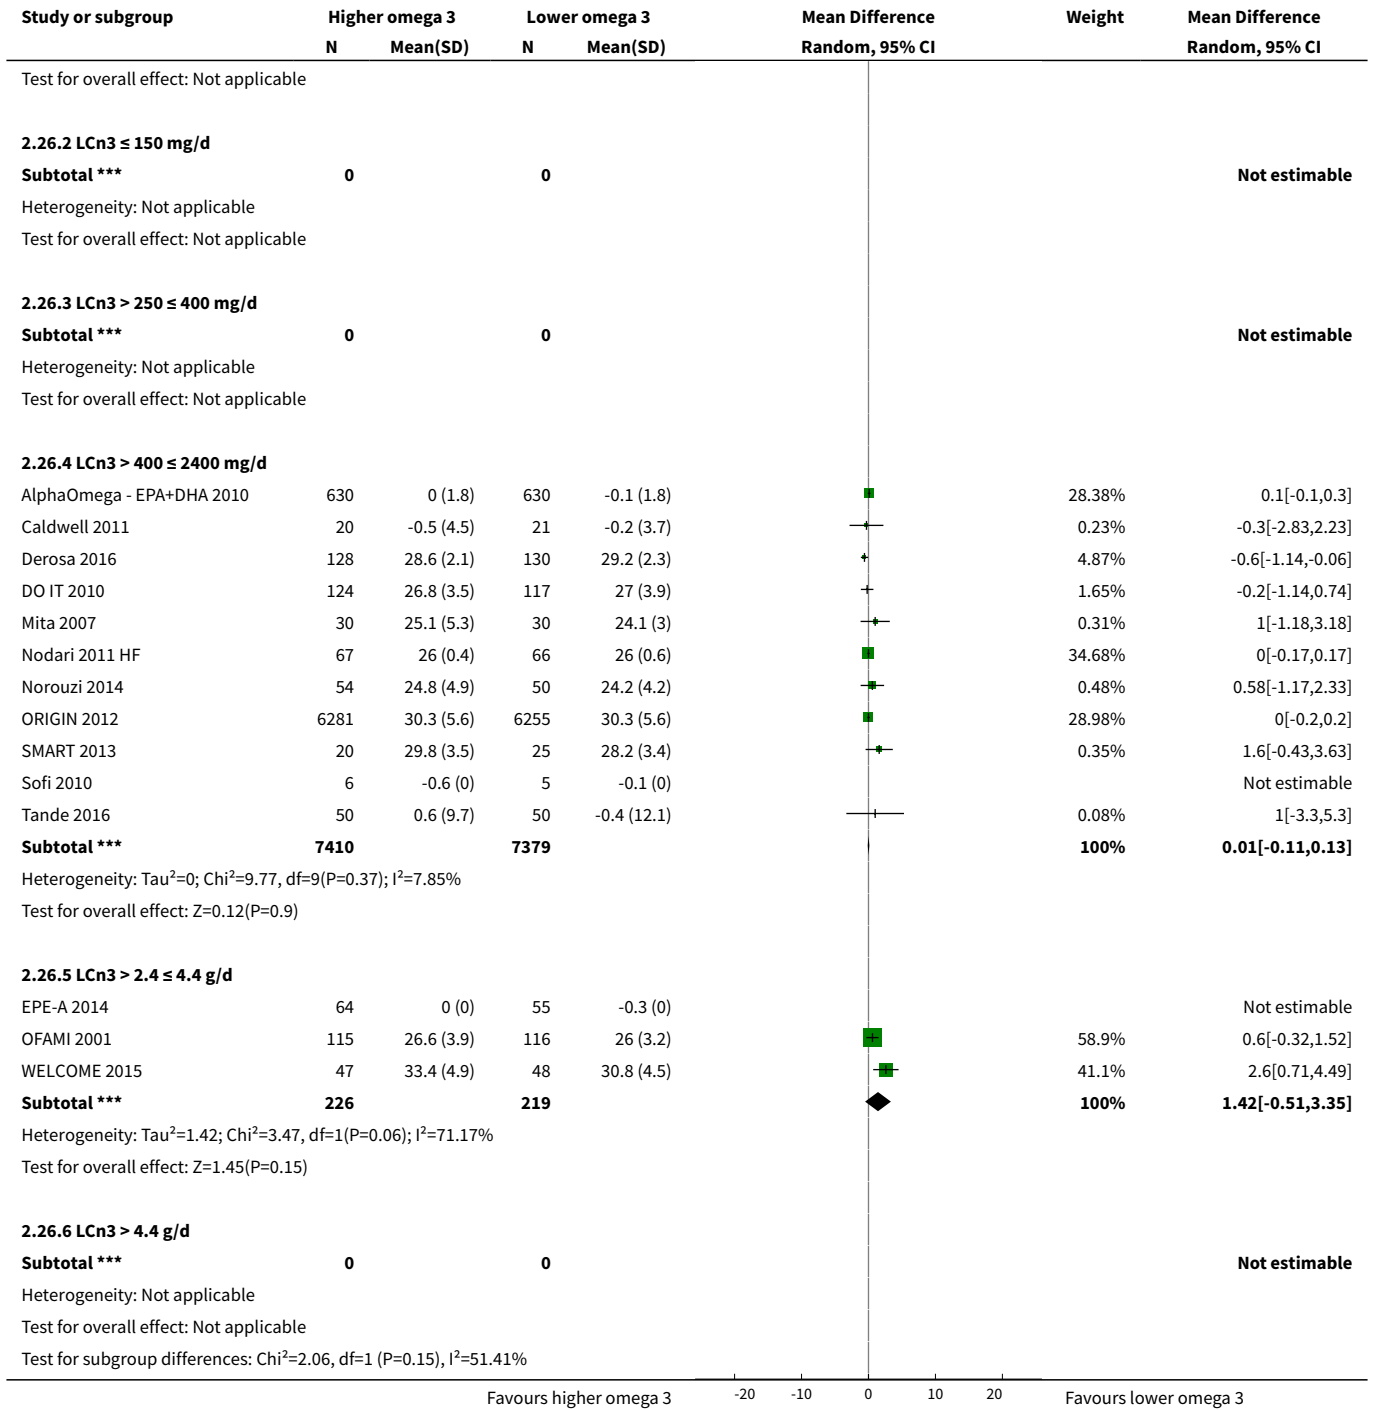 Study or subgroup Higher omega 3 Lower omega 3 Mean Difference Weight Mean Difference
N Mean(SD) N Mean(SD) Random, 95% CI Random, 95% CI
Test for overall effect: Not applicable
2.26.2 LCn3 ≤ 150 mg/d
Subtotal *** 0 0 Not estimable
Heterogeneity: Not applicable
Test for overall effect: Not applicable
2.26.3 LCn3 > 250 ≤ 400 mg/d
Subtotal *** 0 0 Not estimable
Heterogeneity: Not applicable
Test for overall effect: Not applicable
2.26.4 LCn3 > 400 ≤ 2400 mg/d
AlphaOmega - EPA+DHA 2010 630 0 (1.8) 630 -0.1 (1.8) 28.38% 0.1[-0.1,0.3]
Caldwell 2011 20 -0.5 (4.5) 21 -0.2 (3.7) 0.23% -0.3[-2.83,2.23]
Derosa 2016 128 28.6 (2.1) 130 29.2 (2.3) 4.87% -0.6[-1.14,-0.06]
DO IT 2010 124 26.8 (3.5) 117 27 (3.9) 1.65% -0.2[-1.14,0.74]
Mita 2007 30 25.1 (5.3) 30 24.1 (3) 0.31% 1[-1.18,3.18]
Nodari 2011 HF 67 26 (0.4) 66 26 (0.6) 34.68% 0[-0.17,0.17]
Norouzi 2014 54 24.8 (4.9) 50 24.2 (4.2) 0.48% 0.58[-1.17,2.33]
ORIGIN 2012 6281 30.3 (5.6) 6255 30.3 (5.6) 28.98% 0[-0.2,0.2]
SMART 2013 20 29.8 (3.5) 25 28.2 (3.4) 0.35% 1.6[-0.43,3.63]
Sofi 2010 6 -0.6 (0) 5 -0.1 (0) Not estimable
Tande 2016 50 0.6 (9.7) 50 -0.4 (12.1) 0.08% 1[-3.3,5.3]
Subtotal *** 7410 7379 100% 0.01[-0.11,0.13]
Heterogeneity: Tau²=0; Chi²=9.77, df=9(P=0.37); I²=7.85%
Test for overall effect: Z=0.12(P=0.9)
2.26.5 LCn3 > 2.4 ≤ 4.4 g/d
EPE-A 2014 64 0 (0) 55 -0.3 (0) Not estimable
OFAMI 2001 115 26.6 (3.9) 116 26 (3.2) 58.9% 0.6[-0.32,1.52]
WELCOME 2015 47 33.4 (4.9) 48 30.8 (4.5) 41.1% 2.6[0.71,4.49]
Subtotal *** 226 219 100% 1.42[-0.51,3.35]
Heterogeneity: Tau²=1.42; Chi²=3.47, df=1(P=0.06); I²=71.17%
Test for overall effect: Z=1.45(P=0.15)
2.26.6 LCn3 > 4.4 g/d
Subtotal *** 0 0 Not estimable
Heterogeneity: Not applicable
Test for overall effect: Not applicable
Test for subgroup differences: Chi²=2.06, df=1 (P=0.15), I²=51.41%
Favours higher omega 3 -20 -10 0 10 20 Favours lower omega 3